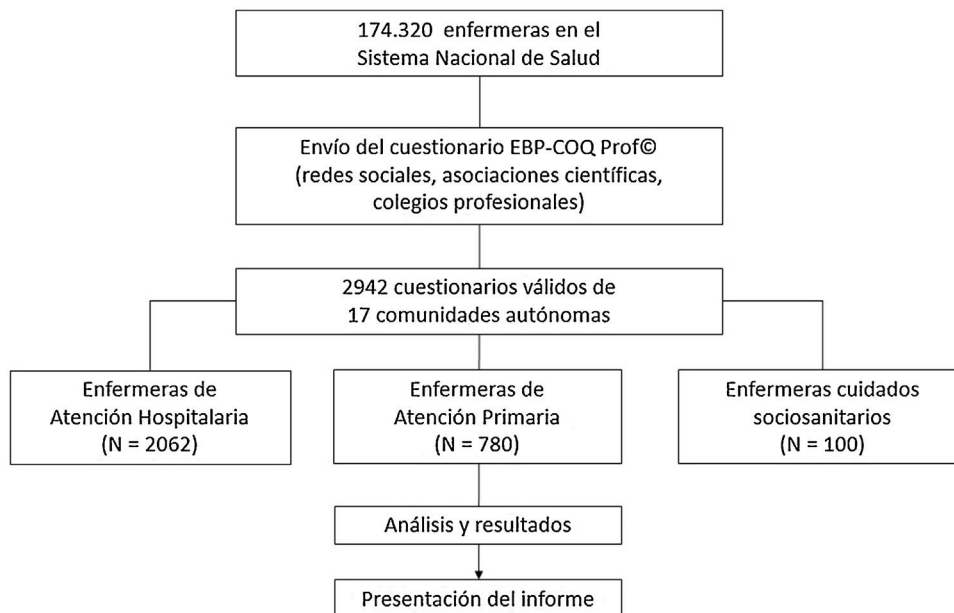 174.320 enfermeras en el
Sistema Nacional de Salud
Envío del cuestionario EBP-COQ Prof©
(redes sociales, asociaciones científicas,
colegios profesionales)
2942 cuestionarios válidos de
17 comunidades autónomas
Enfermeras de
Atención Hospitalaria
(N = 2062)
Enfermeras de
Atención Primaria
(N = 780)
Enfermeras cuidados
sociosanitarios
(N = 100)
Análisis y resultados
Presentación del informe